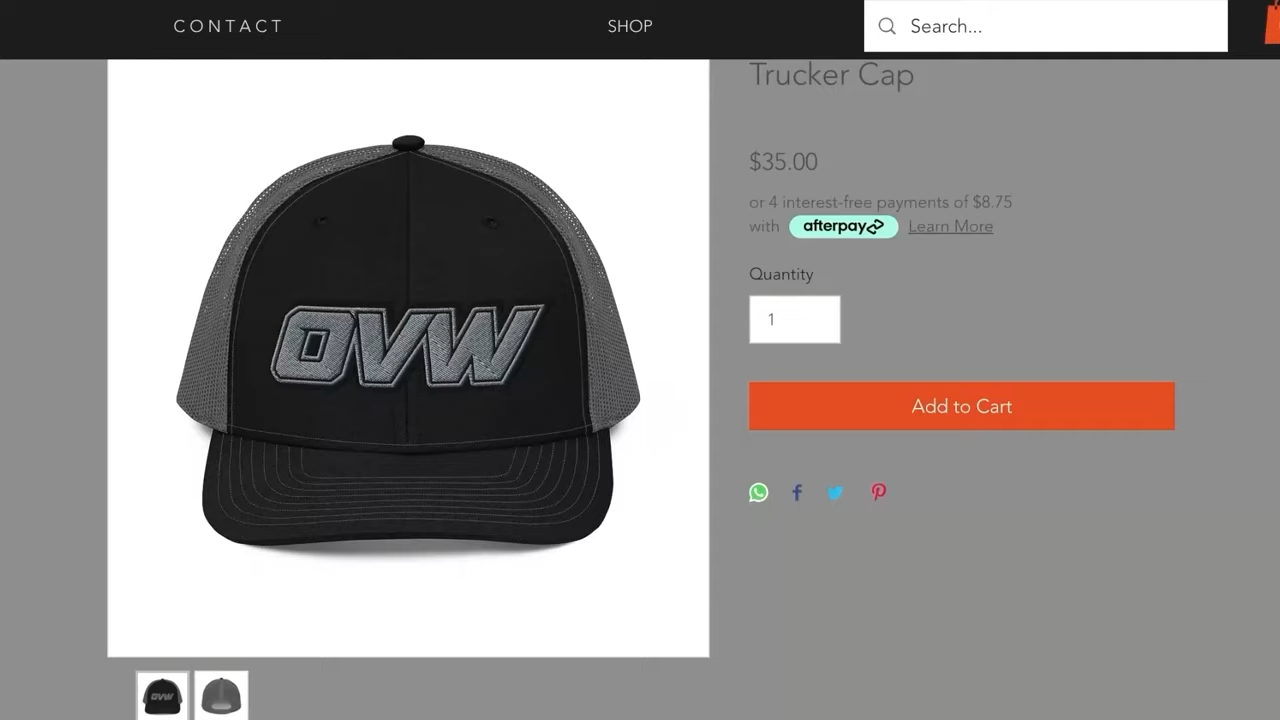 CONTACT
SHOP
Search...
Trucker Cap
$35.00
or 4 interest-free payments of $8.75
with afterpay Learn More
Quantity
1
Add to Cart
OVW
OVW